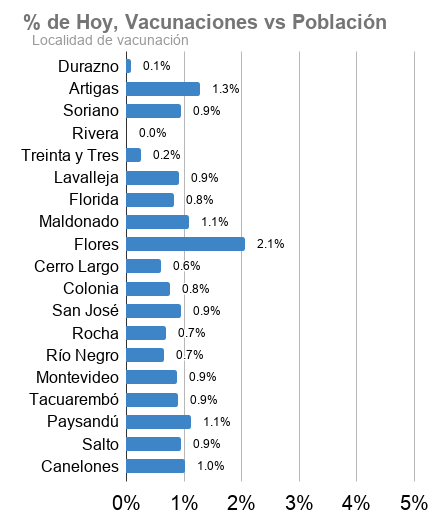 % de Hoy, Vacunaciones vs Población
Localidad de vacunación
Durazno 0.1%
Artigas 1.3%
Soriano 0.9%
Rivera 0.0%
Treinta y Tres 0.2%
Lavalleja 0.9%
Florida 0.8%
Maldonado 1.1%
Flores 2.1%
Cerro Largo 0.6%
Colonia 0.8%
San José 0.9%
Rocha 0.7%
Río Negro 0.7%
Montevideo 0.9%
Tacuarembó 0.9%
Paysandú 1.1%
Salto 0.9%
Canelones 1.0%
0% 1% 2% 3% 4% 5%